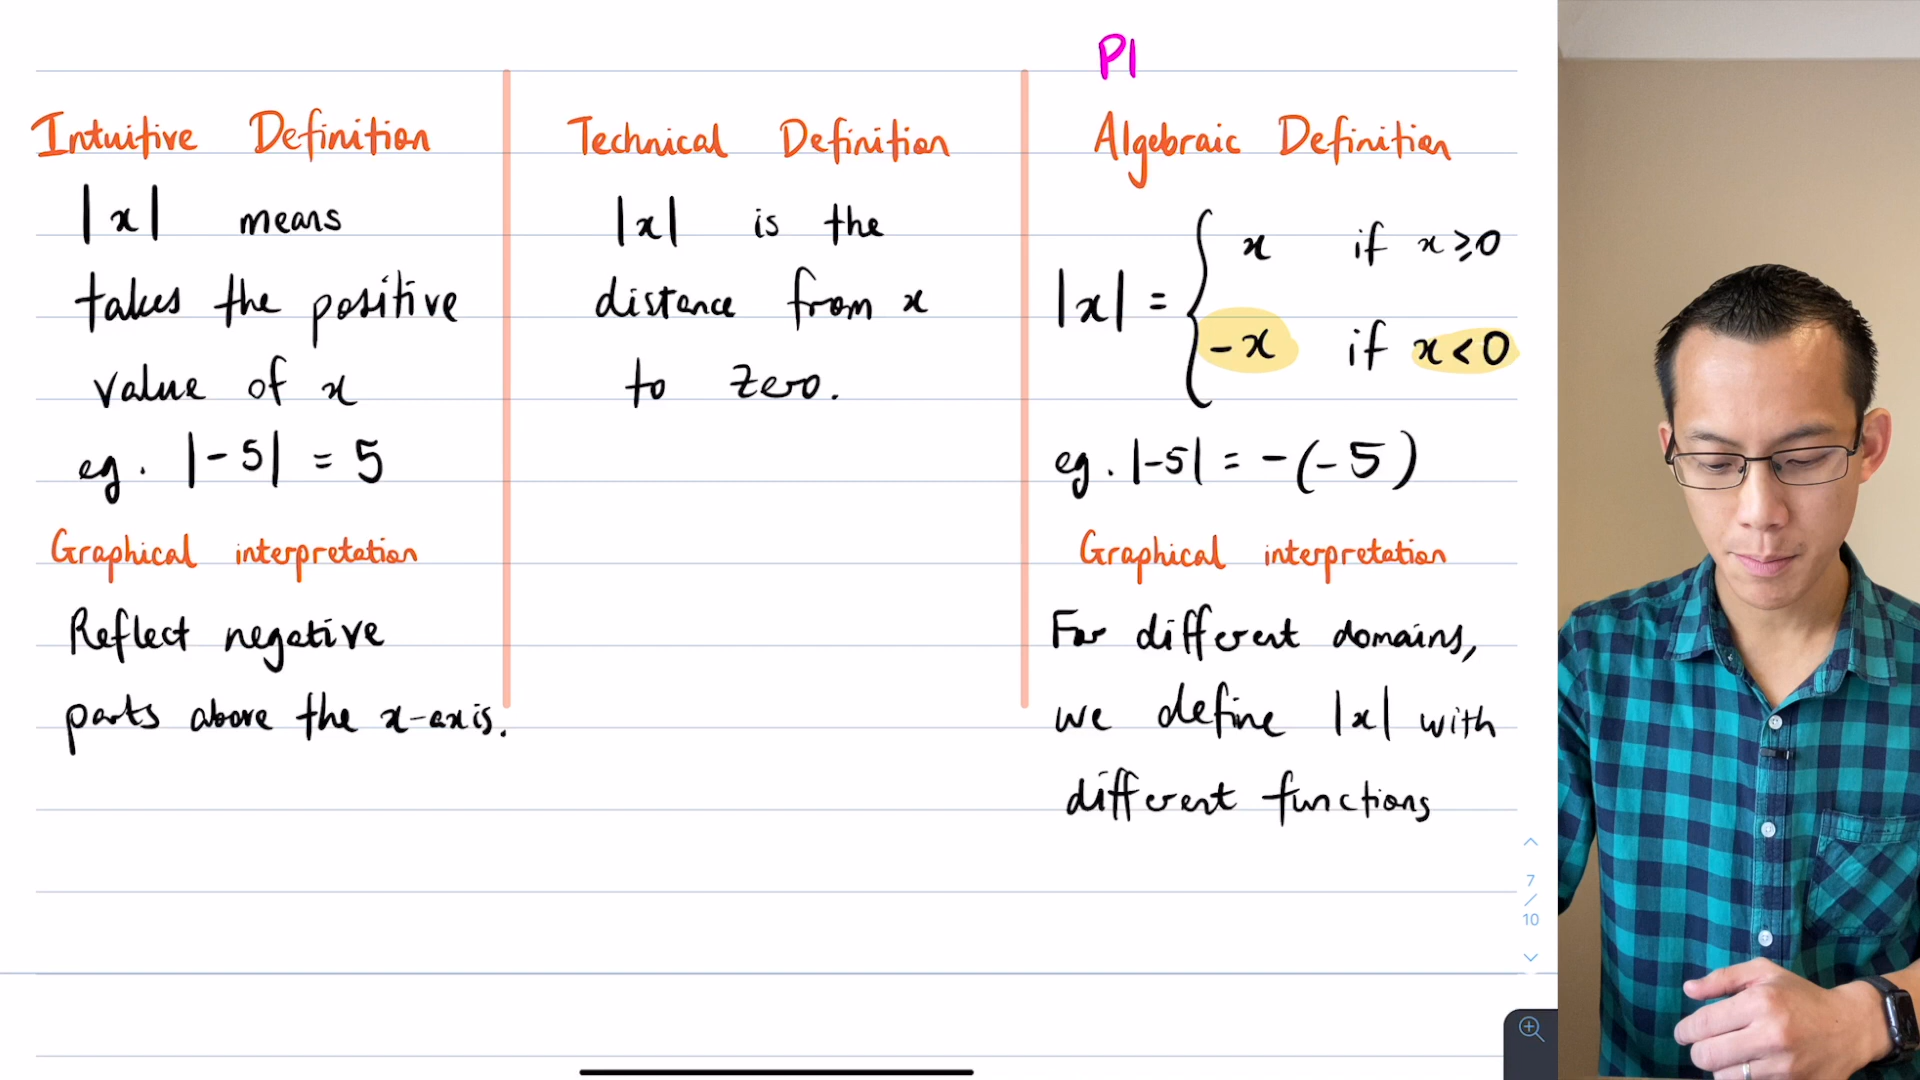 PI
Intuitive Definition
|x| means
takes the positive
value of x
eg. |-5| = 5
Graphical interpretation
Reflect negative
parts above the x-axis.
Technical Definition
|x| is the
distance from x
to zero.
Algebraic Definition
x if x⩾0
|x| =
-x if x<0
eg. |-5| = -(-5)
Graphical interpretation
For different domains,
we define |x| with
different functions
7
/
10